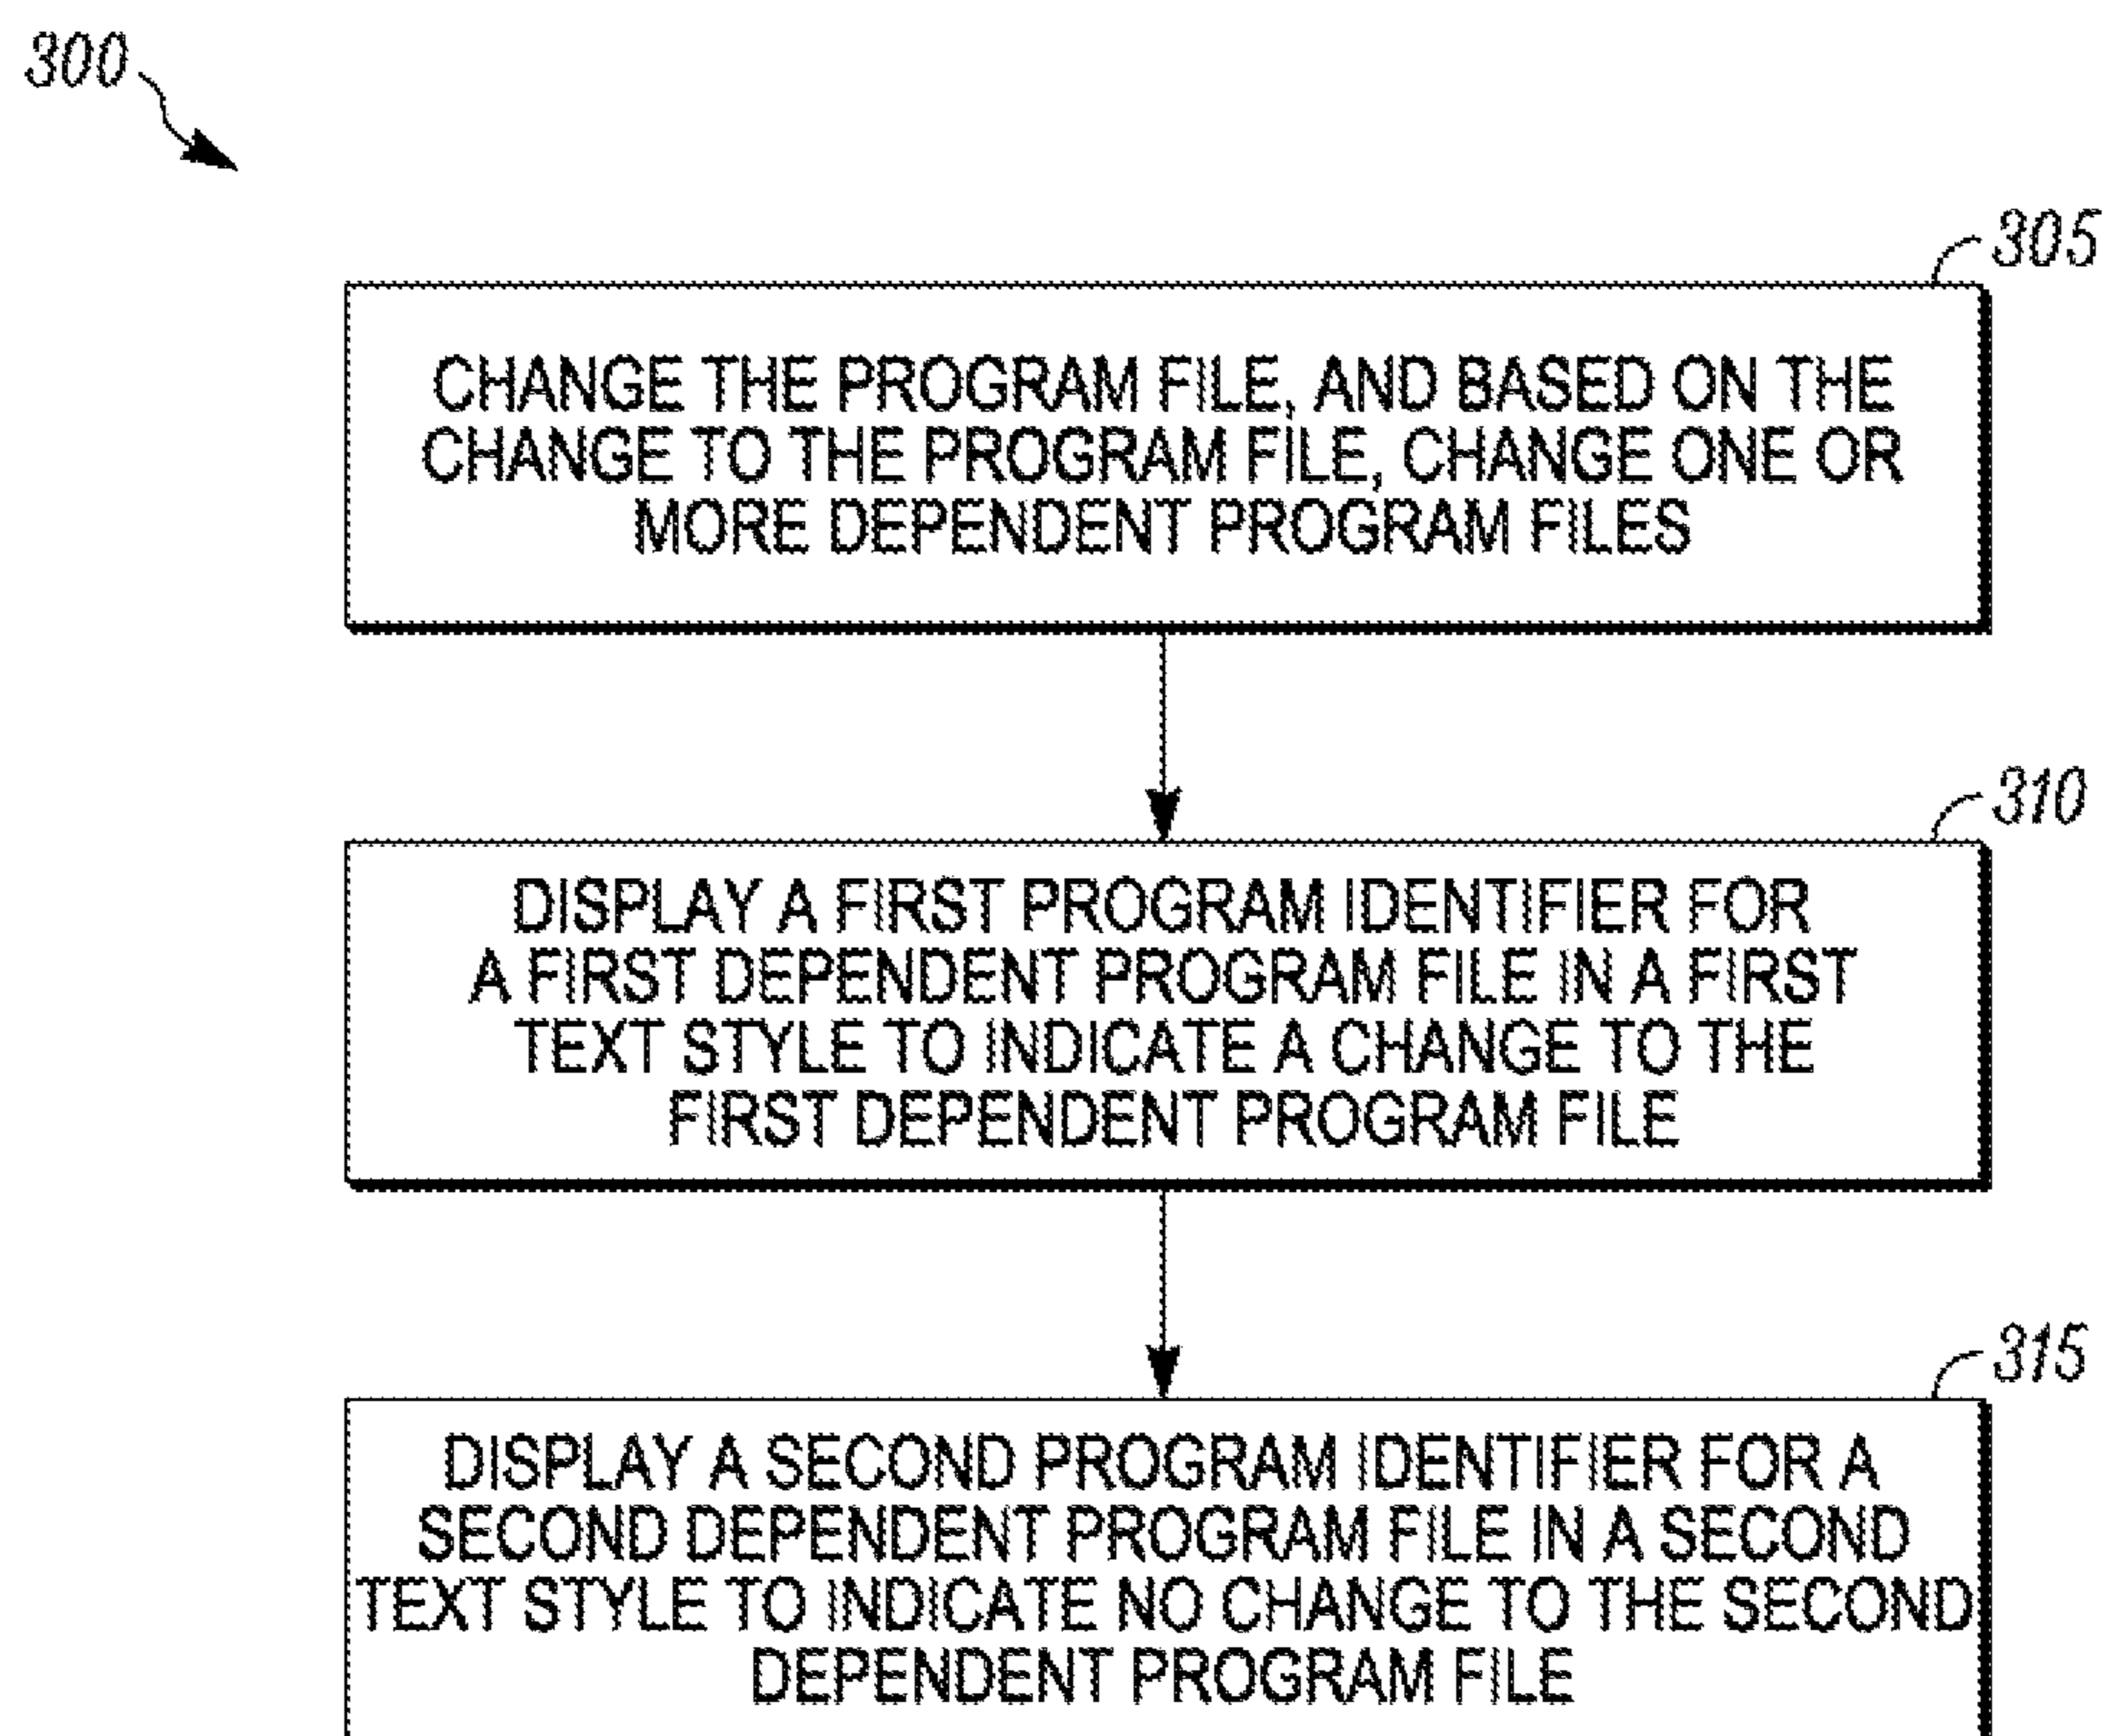 300
305
CHANGE THE PROGRAM FILE, AND BASED ON THE
CHANGE TO THE PROGRAM FILE, CHANGE ONE OR
MORE DEPENDENT PROGRAM FILES
310
DISPLAY A FIRST PROGRAM IDENTIFIER FOR
A FIRST DEPENDENT PROGRAM FILE IN A FIRST
TEXT STYLE TO INDICATE A CHANGE TO THE
FIRST DEPENDENT PROGRAM FILE
315
DISPLAY A SECOND PROGRAM IDENTIFIER FOR A
SECOND DEPENDENT PROGRAM FILE IN A SECOND
TEXT STYLE TO INDICATE NO CHANGE TO THE SECOND
DEPENDENT PROGRAM FILE